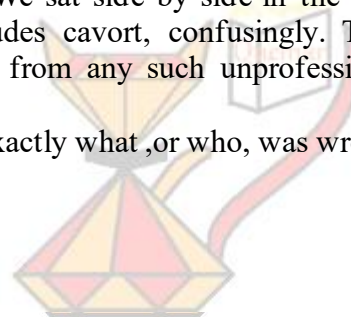 We sat side by side in the
udes cavort, confusingly. T
from any such unprofessi
xactly what ,or who, was wr